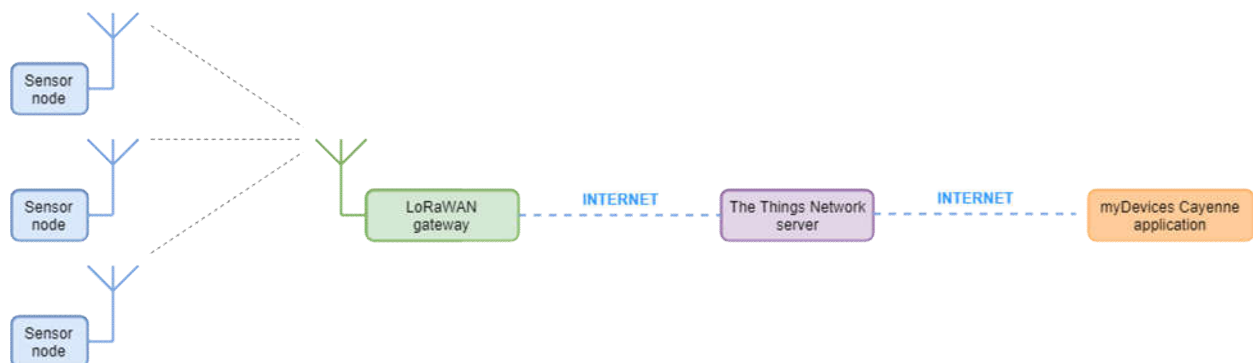 Sensor
node
Sensor
node
Sensor
node
LoRaWAN
gateway
INTERNET
The Things Network
server
INTERNET
myDevices Cayenne
application